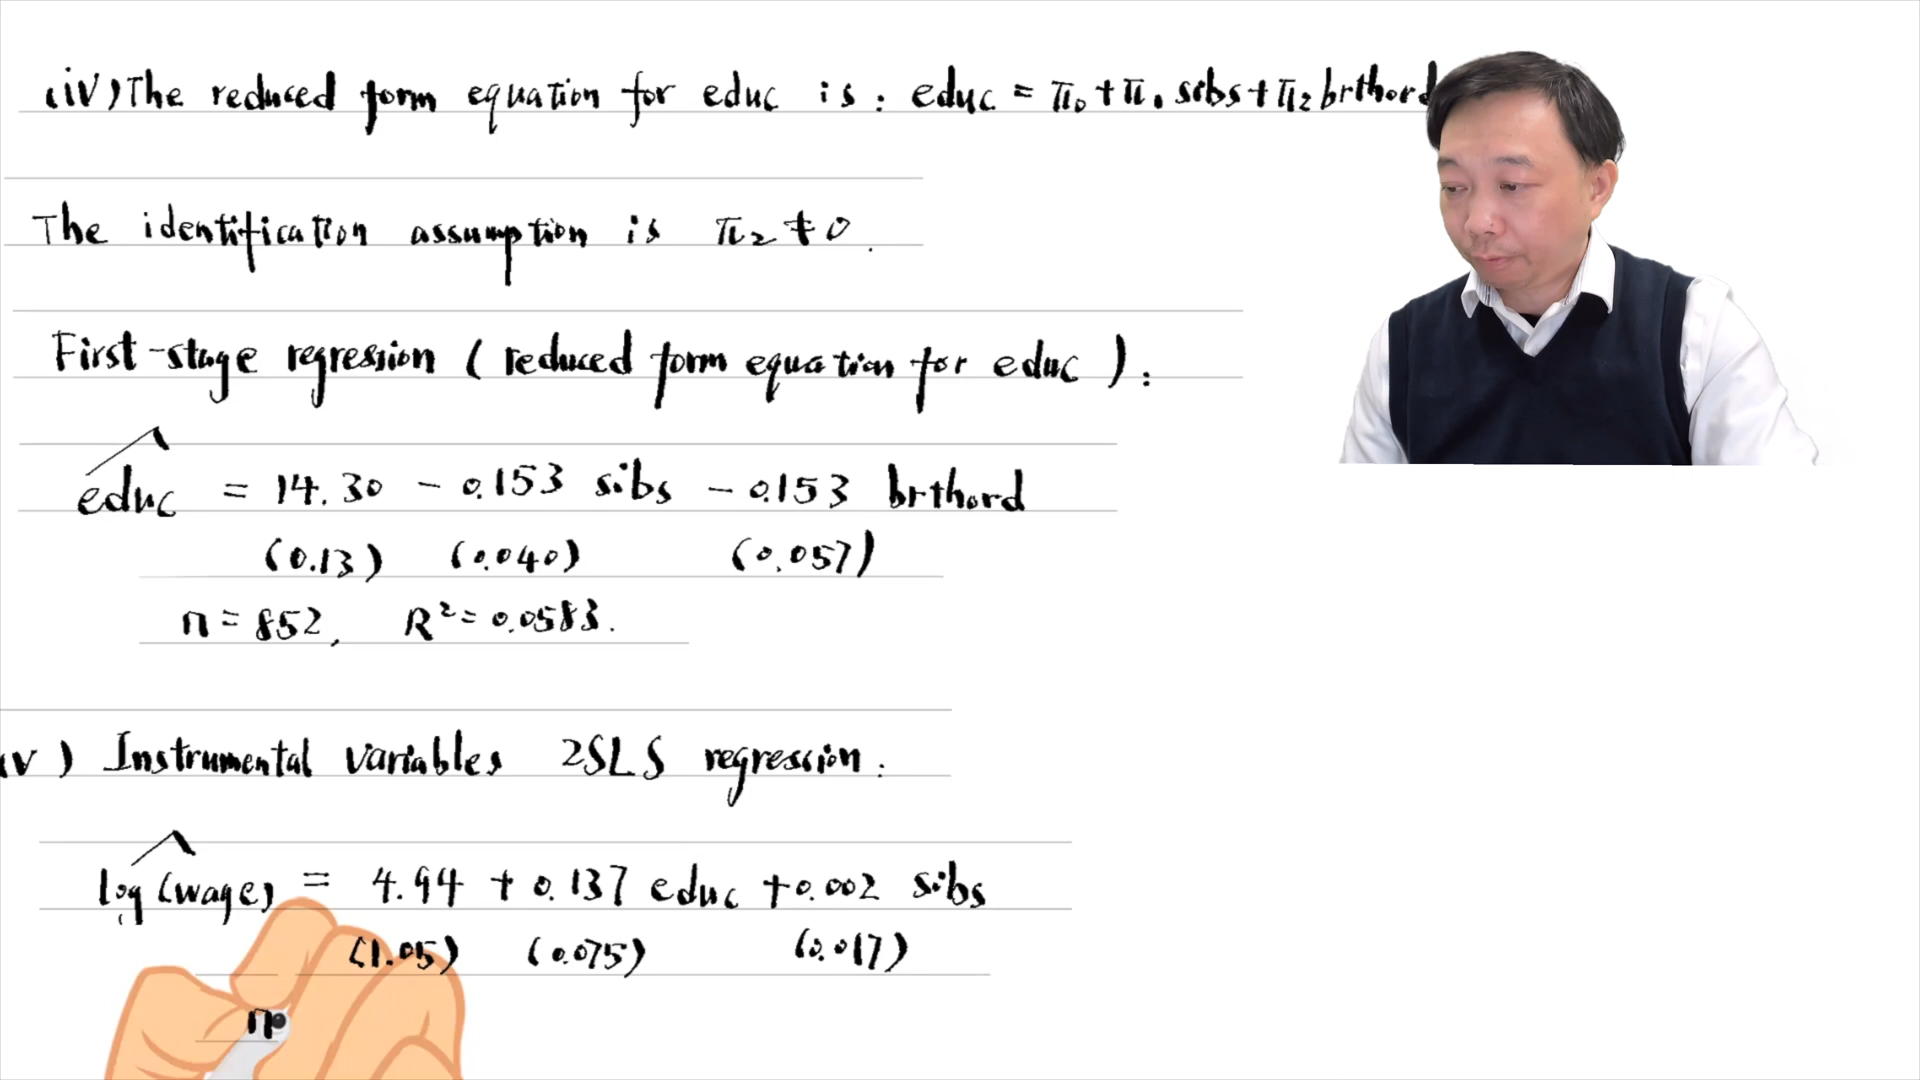 (iv) The reduced form equation for educ is: educ = π₀ + π₁ sibs + π₂ brthord
The identification assumption is π₂ ≠ 0.
First-stage regression (reduced form equation for educ):
educ^ = 14.30 - 0.153 sibs - 0.153 brthord
(0.13) (0.040) (0.057)
n = 852, R² = 0.0583.
(v) Instrumental variables 2SLS regression:
log(wage)^ = 4.94 + 0.137 educ + 0.002 sibs
(1.05) (0.075) (0.017)
n